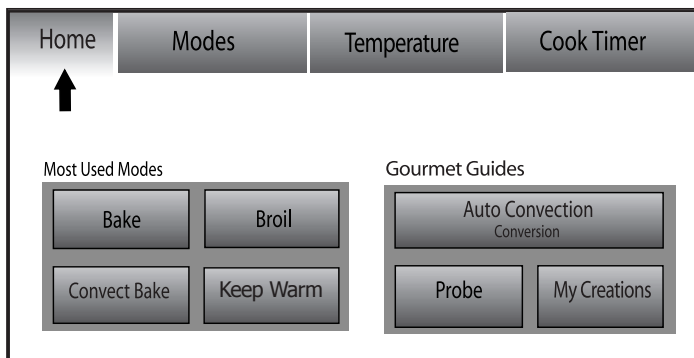 Home Modes Temperature Cook Timer
Most Used Modes
Bake Broil
Convect Bake Keep Warm
Gourmet Guides
Auto Convection
Conversion
Probe My Creations